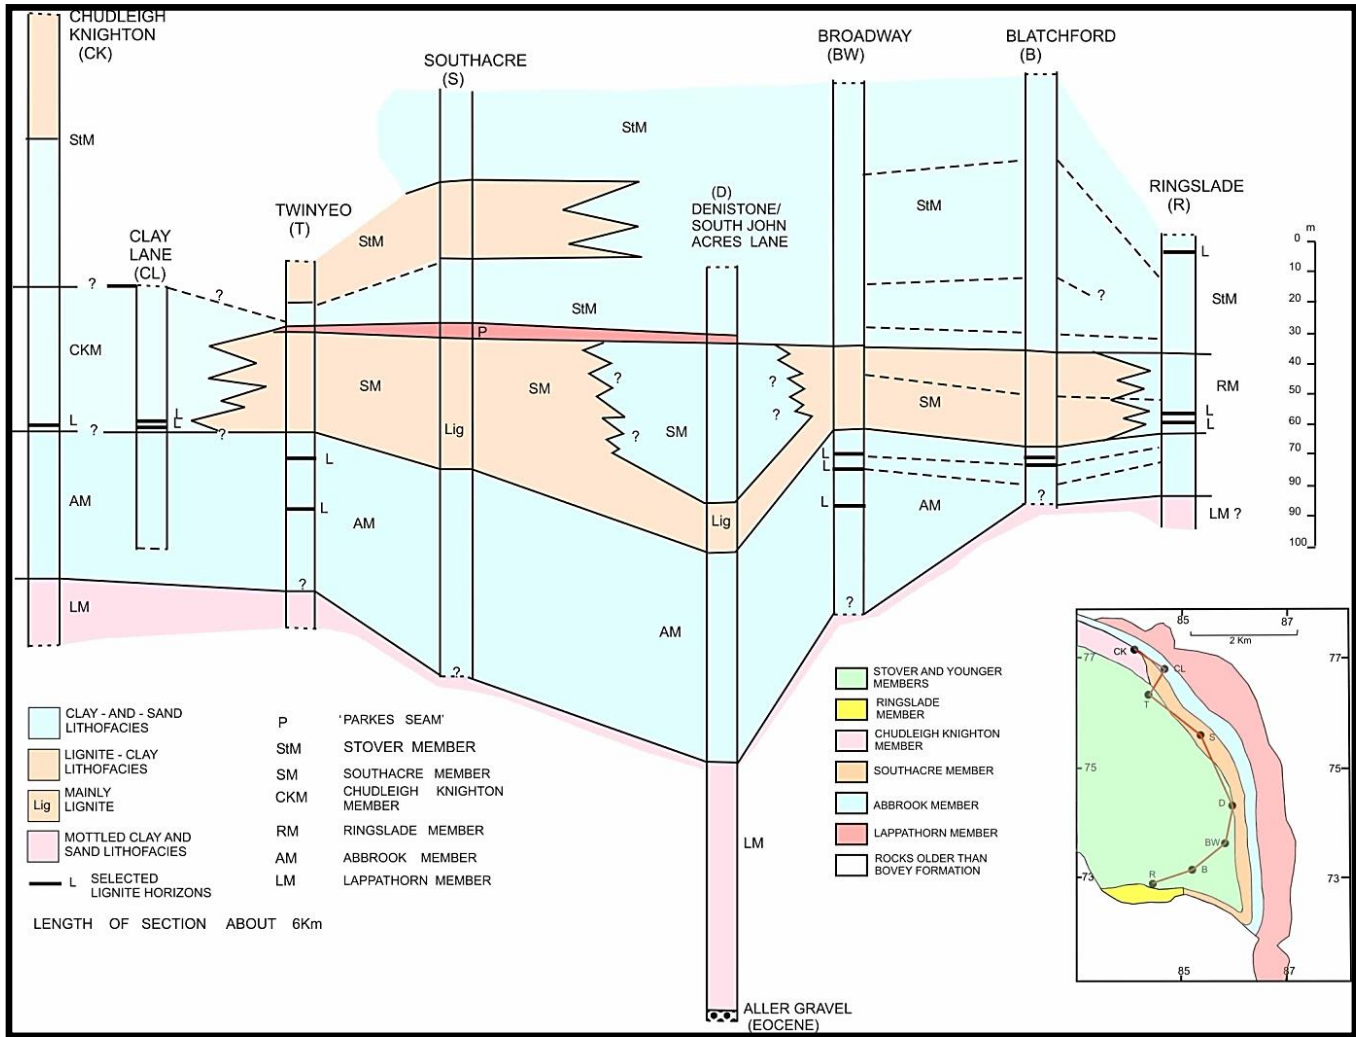 CHUDLEIGH
KNIGHTON
(CK)
StM
?
CKM
L
?
AM
LM
CLAY
LANE
(CL)
?
L
L
?
TWINYEO
(T)
L
L
?
StM
SM
AM
SOUTHACRE
(S)
P
Lig
?
SM
StM
StM
?
?
SM
(D)
DENISTONE/
SOUTH JOHN
ACRES LANE
?
?
Lig
AM
LM
ALLER GRAVEL
(EOCENE)
BROADWAY
(BW)
L
L
L
?
StM
SM
AM
BLATCHFORD
(B)
?
?
RINGSLADE
(R)
L
StM
RM
L
L
LM ?
m
0
10
20
30
40
50
60
70
80
90
90
100
CLAY - AND - SAND
LITHOFACIES
LIGNITE - CLAY
LITHOFACIES
Lig
MAINLY
LIGNITE
MOTTLED CLAY AND
SAND LITHOFACIES
L SELECTED
LIGNITE HORIZONS
LENGTH OF SECTION ABOUT 6Km
P 'PARKES SEAM'
StM STOVER MEMBER
SM SOUTHACRE MEMBER
CKM CHUDLEIGH KNIGHTON
MEMBER
RM RINGSLADE MEMBER
AM ABBROOK MEMBER
LM LAPPATHORN MEMBER
STOVER AND YOUNGER
MEMBERS
RINGSLADE
MEMBER
CHUDLEIGH KNIGHTON
MEMBER
SOUTHACRE MEMBER
ABBROOK MEMBER
LAPPATHORN MEMBER
ROCKS OLDER THAN
BOVEY FORMATION
85 87
2 Km
77 77
CK
CL
T
S
75 75
D
BW
B
R
73 73
85 87